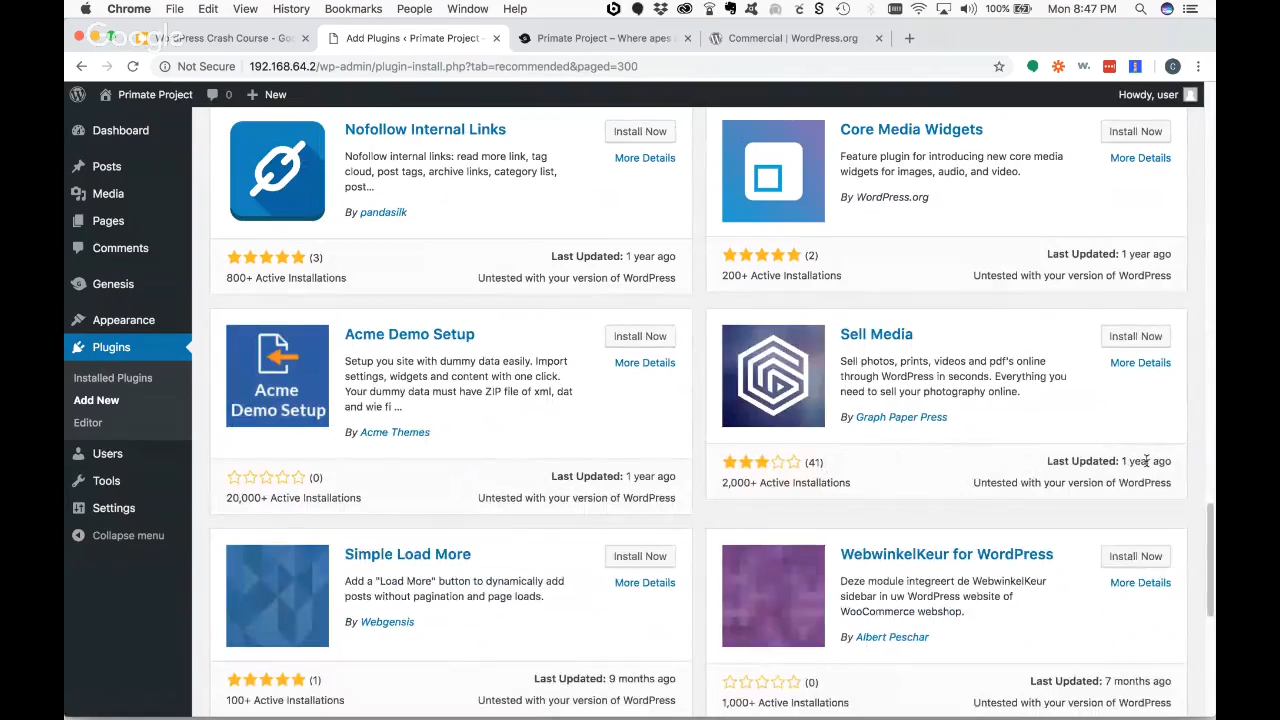 Chrome File Edit View History Bookmarks People Window Help 100% Mon 8:47 PM
Google
Press Crash Course - Go
Add Plugins ‹ Primate Project -
Primate Project – Where apes
Commercial | WordPress.org
Not Secure 192.168.64.2/wp-admin/plugin-install.php?tab=recommended&paged=300
Primate Project 0 New Howdy, user
Dashboard
Posts
Media
Pages
Comments
Genesis
Appearance
Plugins
Installed Plugins
Add New
Editor
Users
Tools
Settings
Collapse menu
Nofollow Internal Links
Install Now
More Details
Nofollow internal links: read more link, tag
cloud, post tags, archive links, category list,
post...
By pandasilk
(3)
Last Updated: 1 year ago
800+ Active Installations
Untested with your version of WordPress
Core Media Widgets
Install Now
More Details
Feature plugin for introducing new core media
widgets for images, audio, and video.
By WordPress.org
(2)
Last Updated: 1 year ago
200+ Active Installations
Untested with your version of WordPress
Acme
Demo Setup
Acme Demo Setup
Install Now
More Details
Setup you site with dummy data easily. Import
settings, widgets and content with one click.
Your dummy data must have ZIP file of xml, dat
and wie fi ...
By Acme Themes
(0)
Last Updated: 1 year ago
20,000+ Active Installations
Untested with your version of WordPress
Sell Media
Install Now
More Details
Sell photos, prints, videos and pdf's online
through WordPress in seconds. Everything you
need to sell your photography online.
By Graph Paper Press
(41)
Last Updated: 1 year ago
2,000+ Active Installations
Untested with your version of WordPress
Simple Load More
Install Now
More Details
Add a "Load More" button to dynamically add
posts without pagination and page loads.
By Webgensis
(1)
Last Updated: 9 months ago
100+ Active Installations
Untested with your version of WordPress
WebwinkelKeur for WordPress
Install Now
More Details
Deze module integreert de WebwinkelKeur
sidebar in uw WordPress website of
WooCommerce webshop.
By Albert Peschar
(0)
Last Updated: 7 months ago
1,000+ Active Installations
Untested with your version of WordPress